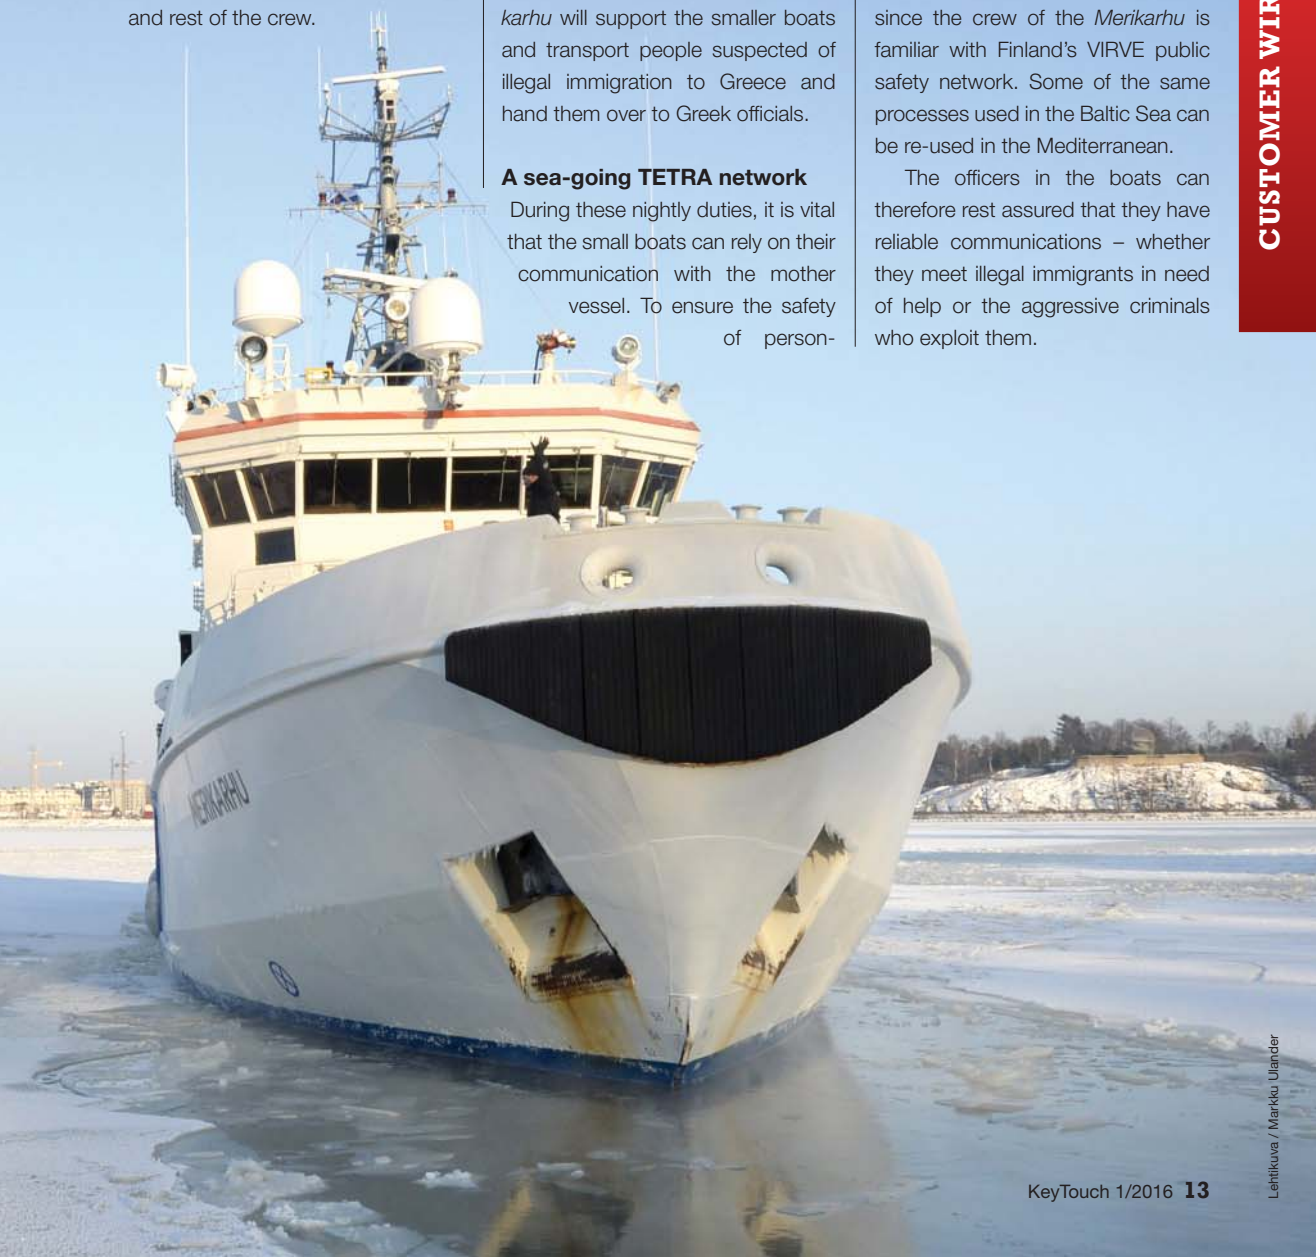 and rest of the crew.
karhu will support the smaller boats
and transport people suspected of
illegal immigration to Greece and
hand them over to Greek officials.
A sea-going TETRA network
During these nightly duties, it is vital
that the small boats can rely on their
communication with the mother
vessel. To ensure the safety
of person-
since the crew of the Merikarhu is
familiar with Finland’s VIRVE public
safety network. Some of the same
processes used in the Baltic Sea can
be re-used in the Mediterranean.
The officers in the boats can
therefore rest assured that they have
reliable communications – whether
they meet illegal immigrants in need
of help or the aggressive criminals
who exploit them.
CUSTOMER
MERIKARHU
Lehtikuva / Markku Ulander
KeyTouch 1/2016 13